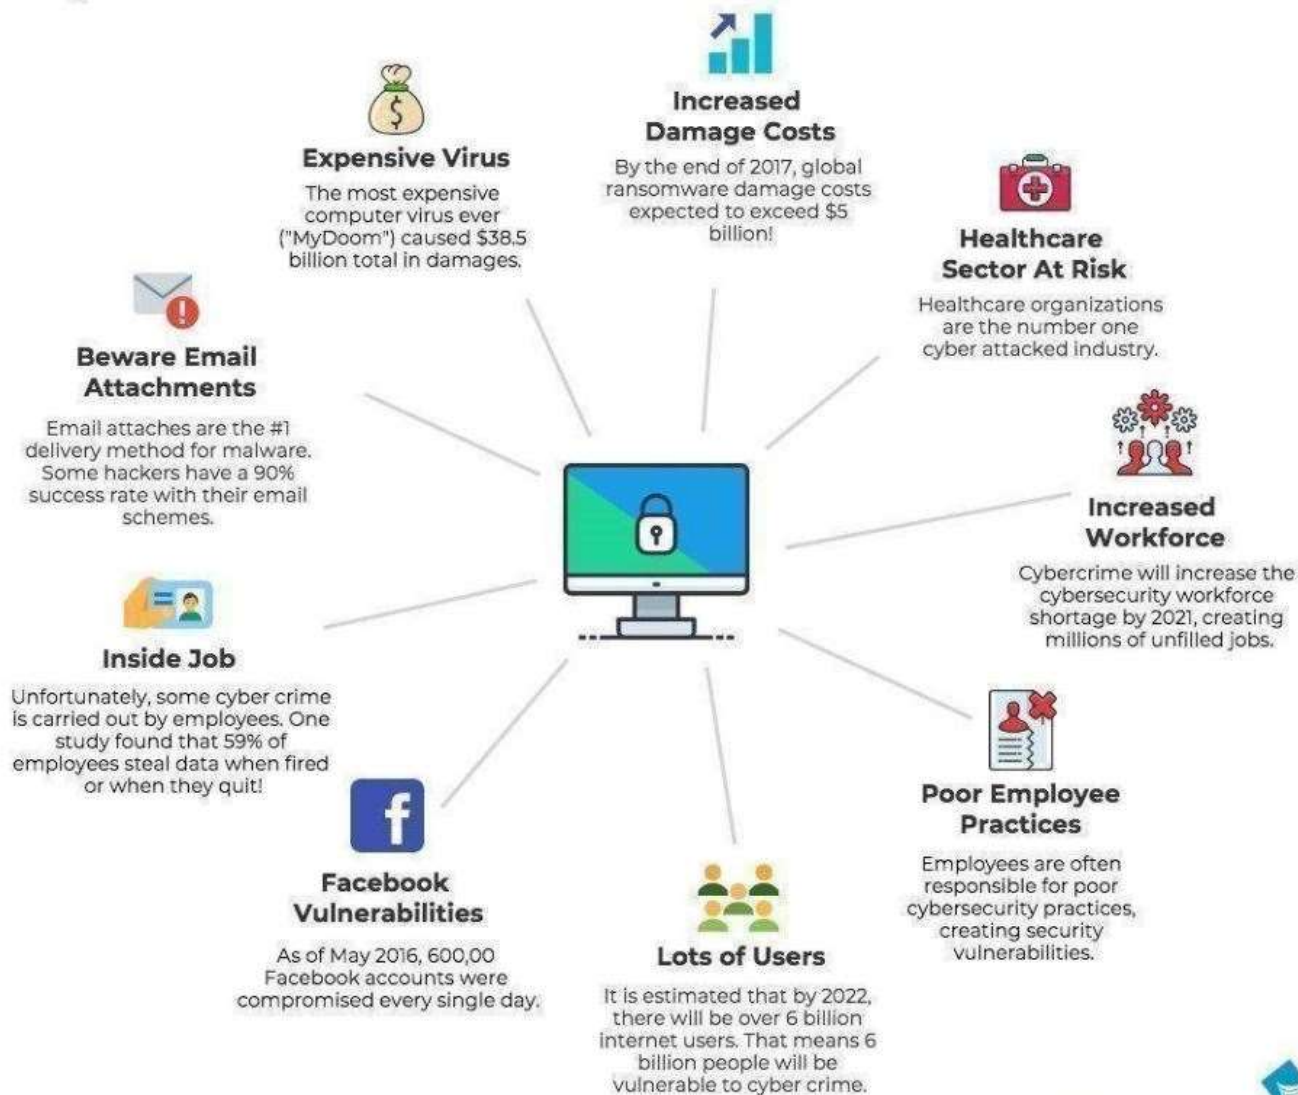 Increased
Damage Costs
By the end of 2017, global
ransomware damage costs
expected to exceed $5
billion!
Expensive Virus
The most expensive
computer virus ever
("MyDoom") caused $38.5
billion total in damages.
Healthcare
Sector At Risk
Healthcare organizations
are the number one
cyber attacked industry.
Beware Email
Attachments
Email attaches are the #1
delivery method for malware.
Some hackers have a 90%
success rate with their email
schemes.
Increased
Workforce
Cybercrime will increase the
cybersecurity workforce
shortage by 2021, creating
millions of unfilled jobs.
Inside Job
Unfortunately, some cyber crime
is carried out by employees. One
study found that 59% of
employees steal data when fired
or when they quit!
Poor Employee
Practices
Employees are often
responsible for poor
cybersecurity practices,
creating security
vulnerabilities.
Facebook
Vulnerabilities
As of May 2016, 600,00
Facebook accounts were
compromised every single day.
Lots of Users
It is estimated that by 2022,
there will be over 6 billion
internet users. That means 6
billion people will be
vulnerable to cyber crime.